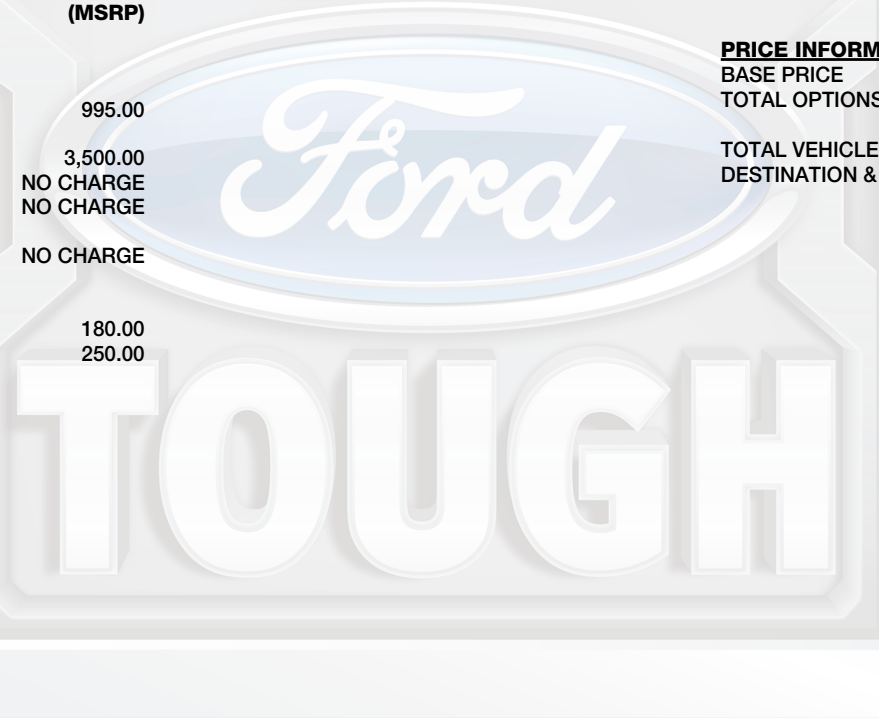 (MSRP)
995.00
3,500.00
NO CHARGE
NO CHARGE
NO CHARGE
180.00
250.00
PRICE INFORM
BASE PRICE
TOTAL OPTIONS
TOTAL VEHICLE
DESTINATION &
Ford
TOUGH